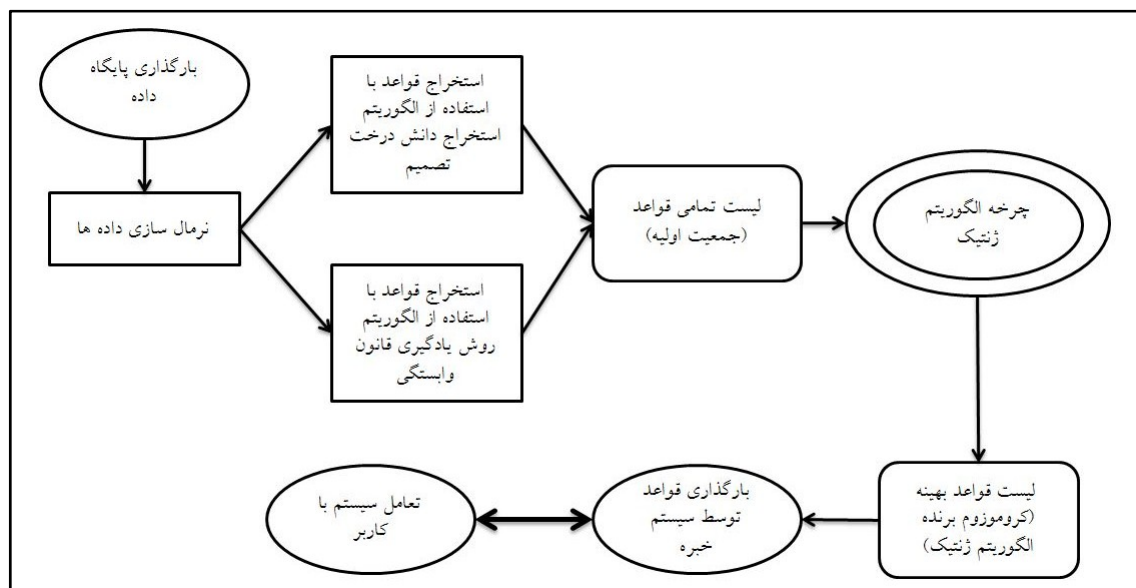 بارگذاری پایگاه
داده
نرمال سازی داده ها
استخراج قواعد با
استفاده از الگوریتم
استخراج دانش درخت
تصمیم
استخراج قواعد با
استفاده از الگوریتم
روش یادگیری قانون
وابستگی
لیست تمامی قواعد
(جمعیت اولیه)
چرخه الگوریتم
ژنتیک
لیست قواعد بهینه
(کروموزوم برنده
الگوریتم ژنتیک)
بارگذاری قواعد
توسط سیستم
خبره
تعامل سیستم با
کاربر